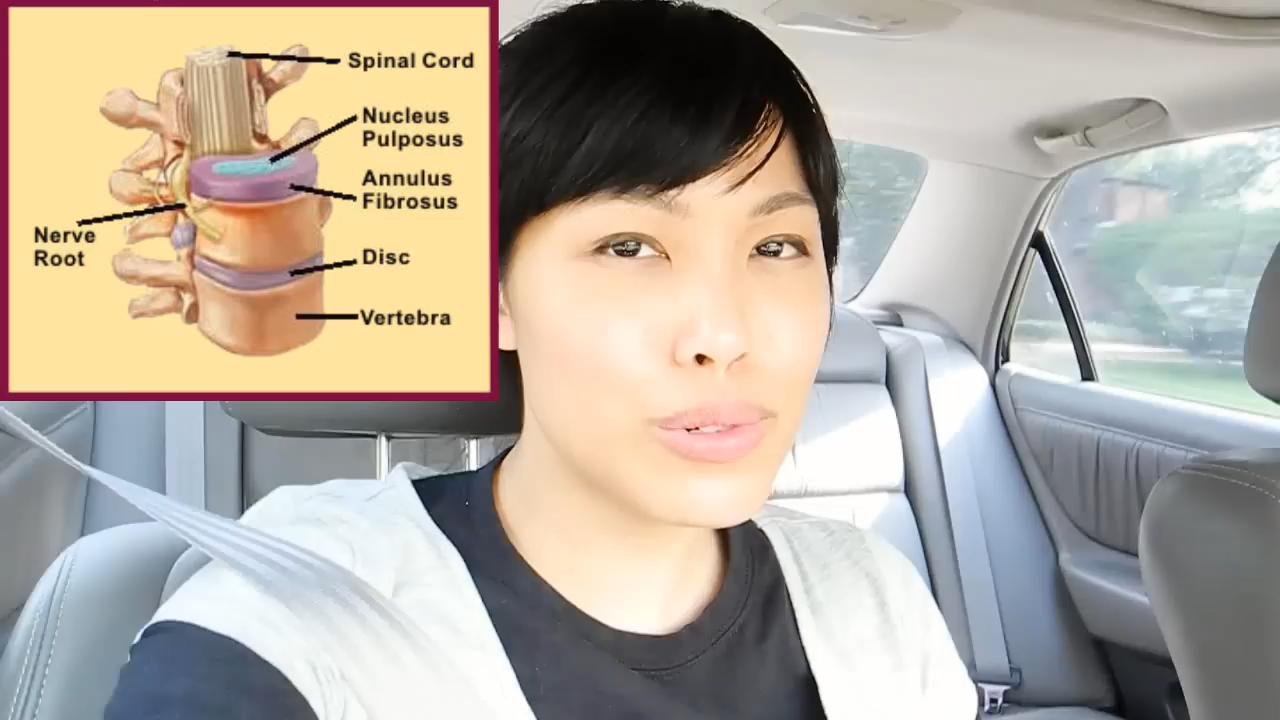 Spinal Cord
Nucleus
Pulposus
Annulus
Fibrosus
Nerve
Root
Disc
Vertebra